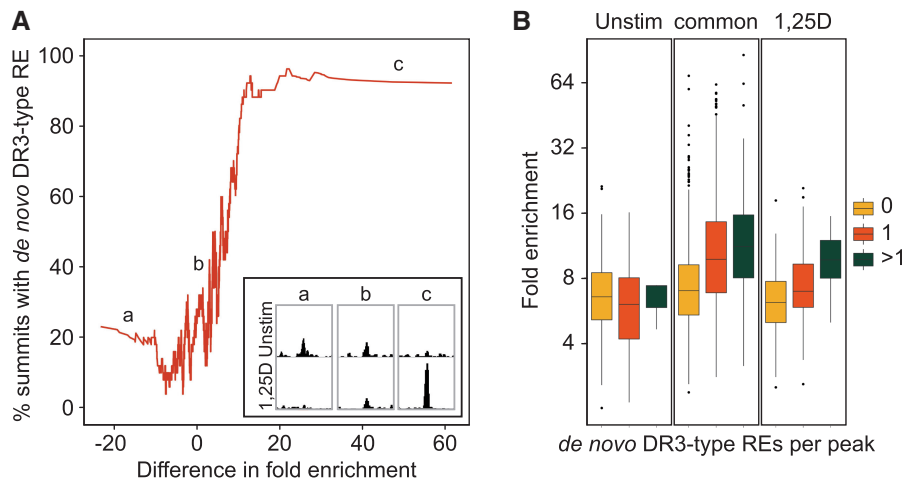 A
% summits with de novo DR3-type RE
100
80
60
40
20
0
a
b
c
-20 0 20 40 60
Difference in fold enrichment
a b c
Unstim
1,25D
B
Unstim common 1,25D
Fold enrichment
64
32
16
8
4
de novo DR3-type REs per peak
0
1
>1